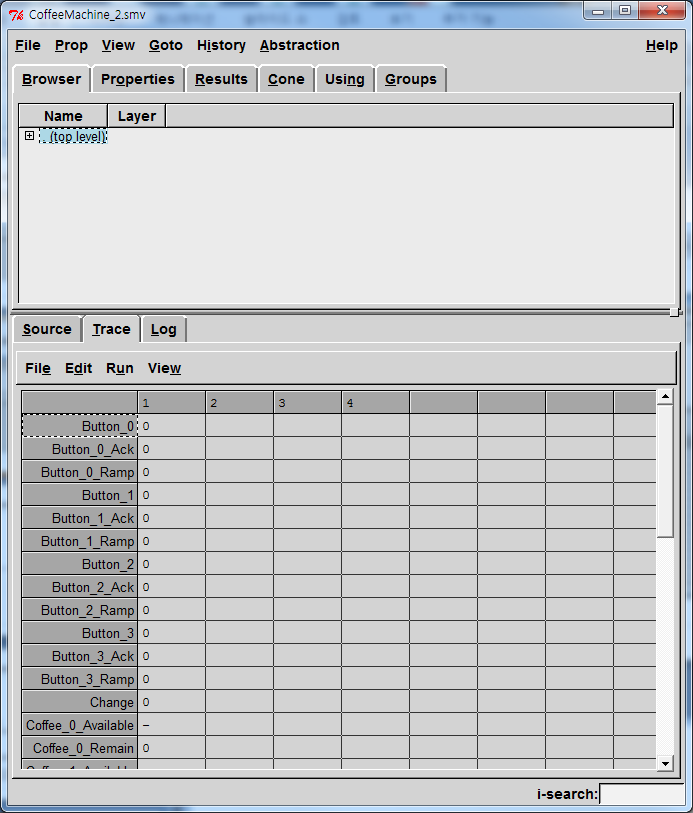 CoffeeMachine_2.smv
File Prop View Goto History Abstraction Help
Browser Properties Results Cone Using Groups
Name Layer
(top level)
Source Trace Log
File Edit Run View
1 2 3 4
Button_0 0
Button_0_Ack 0
Button_0_Ramp 0
Button_1 0
Button_1_Ack 0
Button_1_Ramp 0
Button_2 0
Button_2_Ack 0
Button_2_Ramp 0
Button_3 0
Button_3_Ack 0
Button_3_Ramp 0
Change 0
Coffee_0_Available –
Coffee_0_Remain 0
i-search: